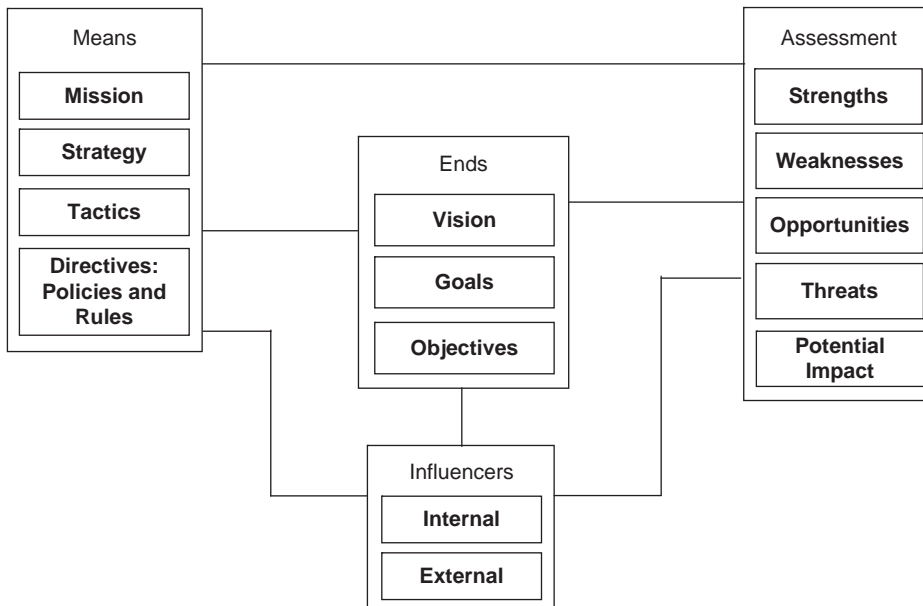 Means
Mission
Strategy
Tactics
Directives:
Policies and
Rules
Ends
Vision
Goals
Objectives
Influencers
Internal
External
Assessment
Strengths
Weaknesses
Opportunities
Threats
Potential
Impact